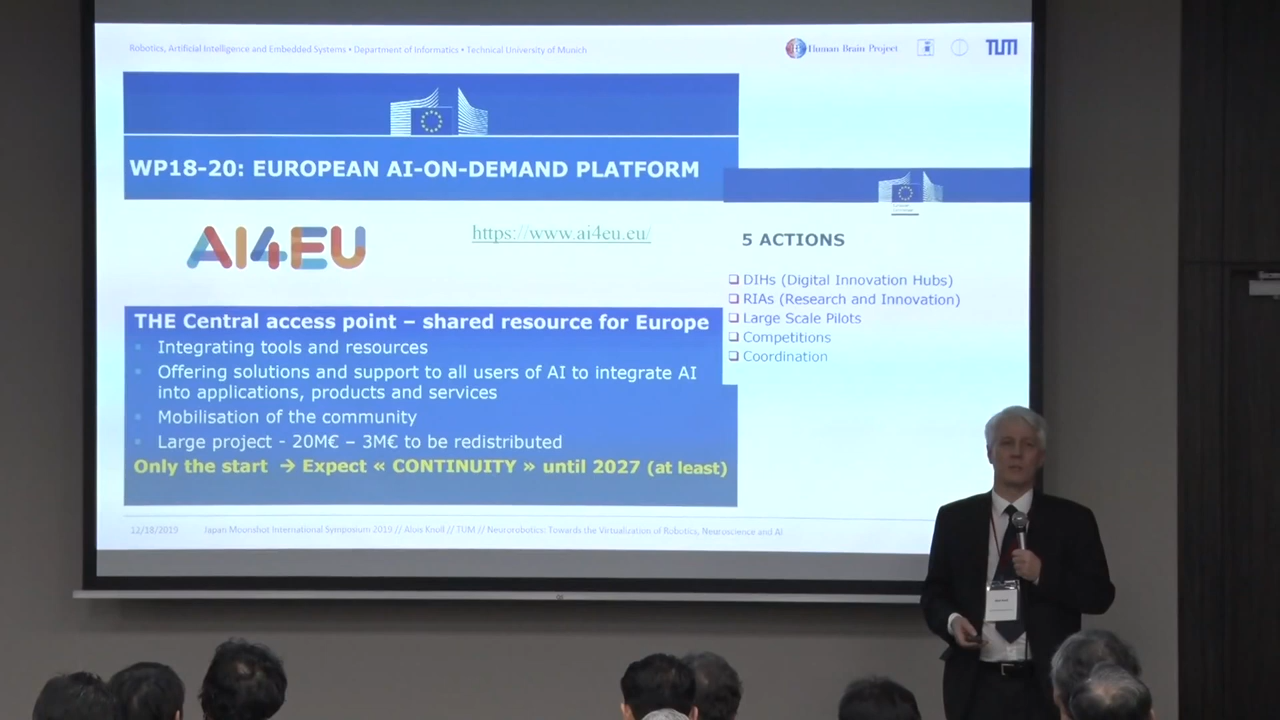 Robotics, Artificial Intelligence and Embedded Systems • Department of Informatics • Technical University of Munich
Human Brain Project
TUM
WP18-20: EUROPEAN AI-ON-DEMAND PLATFORM
AI4EU
https://www.ai4eu.eu/
THE Central access point – shared resource for Europe
Integrating tools and resources
Offering solutions and support to all users of AI to integrate AI
into applications, products and services
Mobilisation of the community
Large project - 20M€ – 3M€ to be redistributed
Only the start → Expect « CONTINUITY » until 2027 (at least)
5 ACTIONS
❑ DIHs (Digital Innovation Hubs)
❑ RIAs (Research and Innovation)
❑ Large Scale Pilots
❑ Competitions
❑ Coordination
12/18/2019 Japan Moonshot International Symposium 2019 // Alois Knoll // TUM // Neurorobotics: Towards the Virtualization of Robotics, Neuroscience and AI